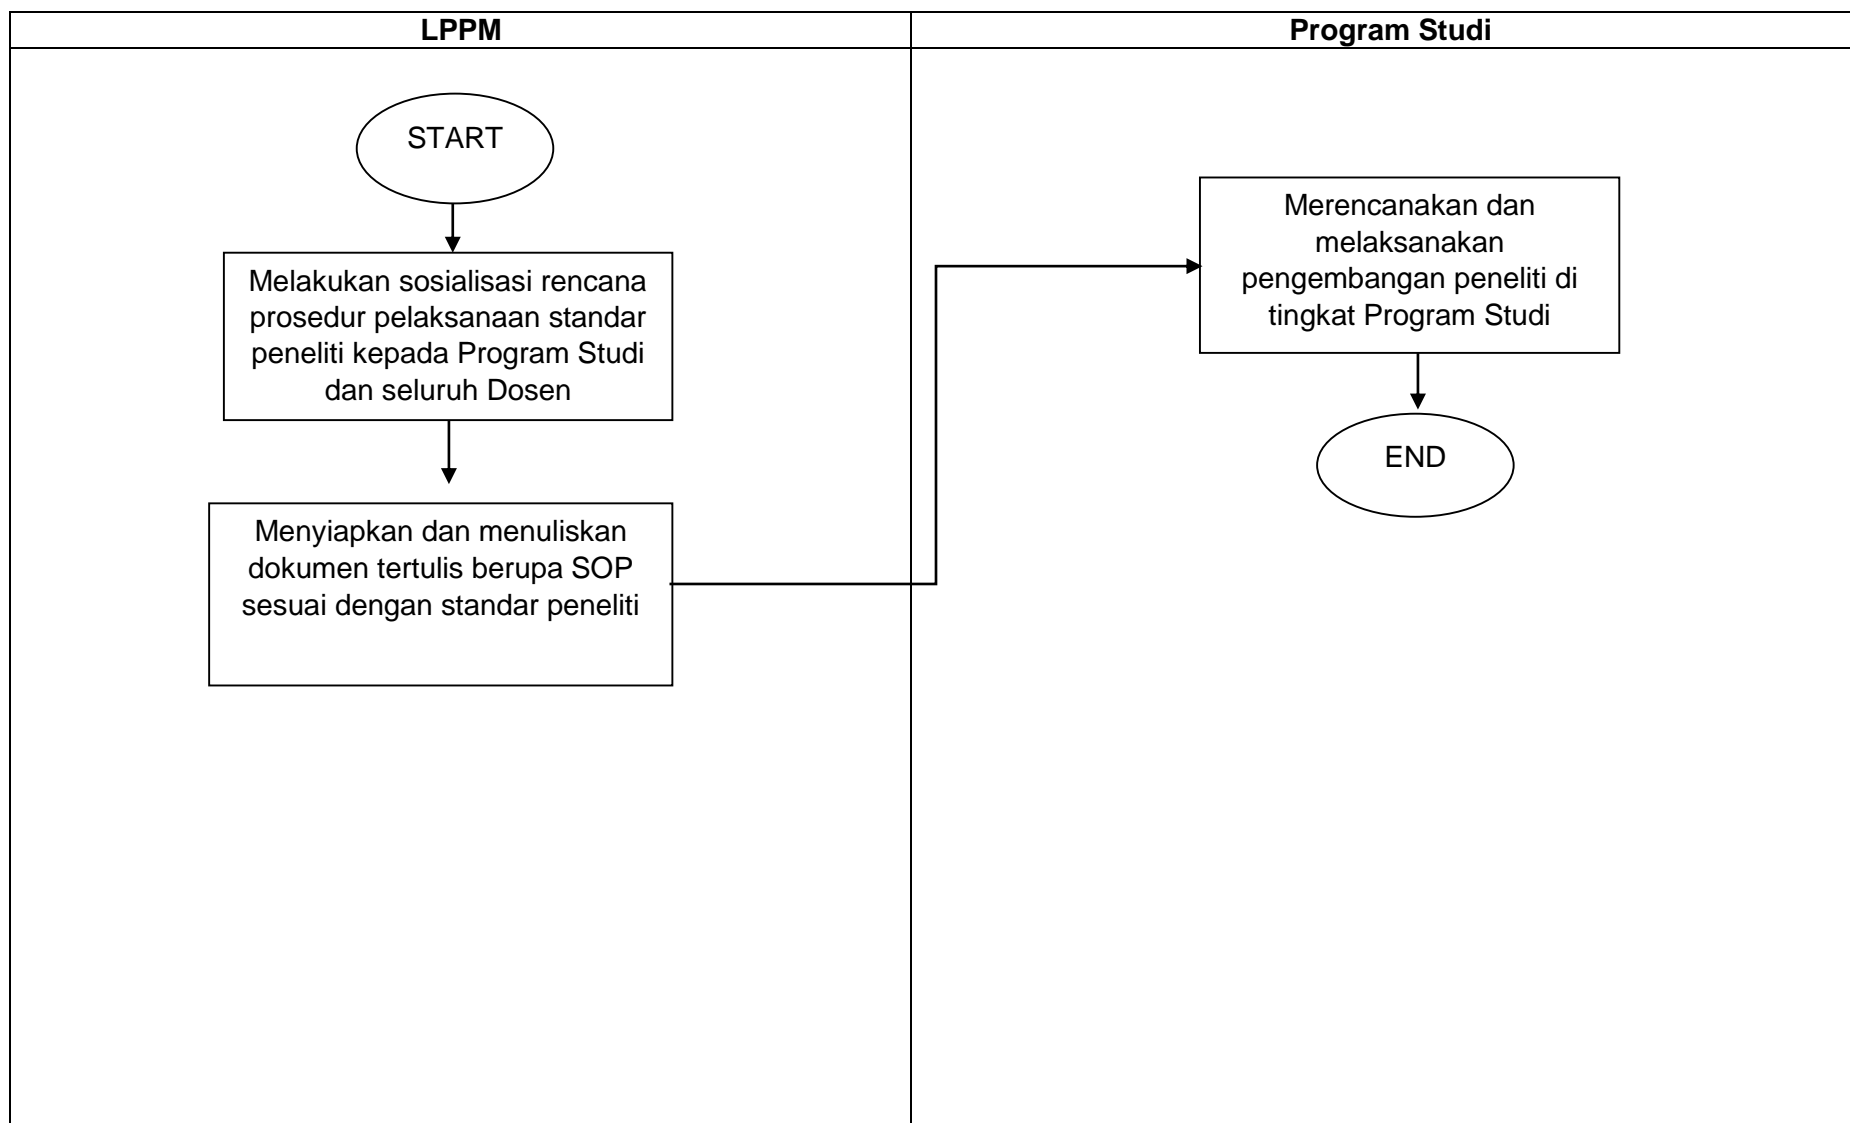 LPPM
Program Studi
START
Melakukan sosialisasi rencana
prosedur pelaksanaan standar
peneliti kepada Program Studi
dan seluruh Dosen
Menyiapkan dan menuliskan
dokumen tertulis berupa SOP
sesuai dengan standar peneliti
Merencanakan dan
melaksanakan
pengembangan peneliti di
tingkat Program Studi
END